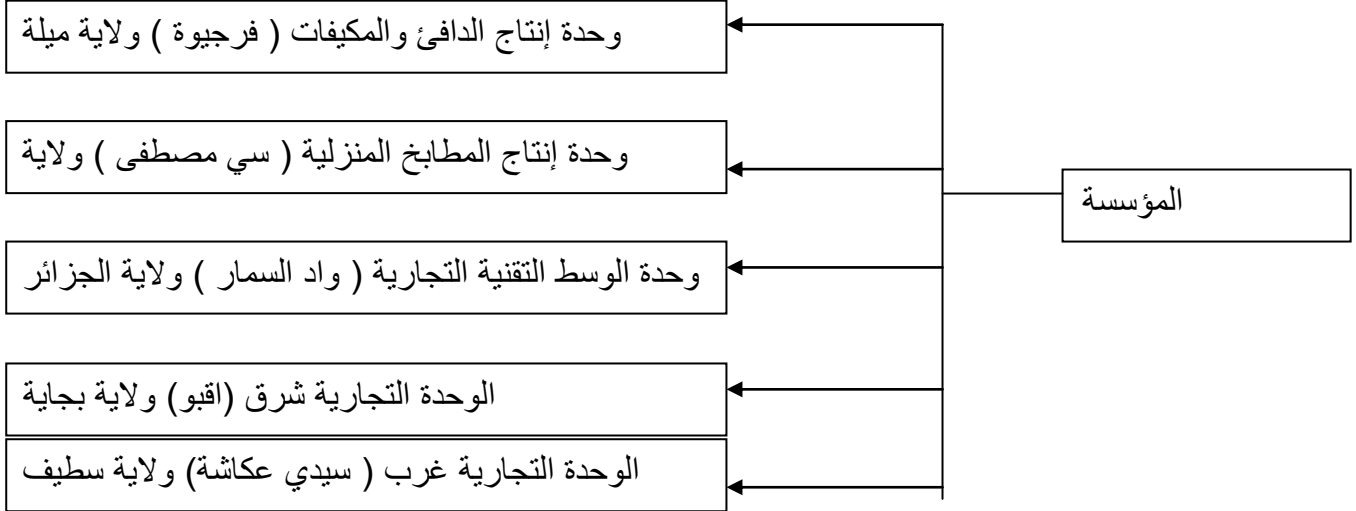 وحدة إنتاج الدافئ والمكيفات ( فرجيوة ) ولاية ميلة
وحدة إنتاج المطابخ المنزلية ( سي مصطفى ) ولاية
المؤسسة
وحدة الوسط التقنية التجارية ( واد السمار ) ولاية الجزائر
الوحدة التجارية شرق (اقبو) ولاية بجاية
الوحدة التجارية غرب ( سيدي عكاشة) ولاية سطيف